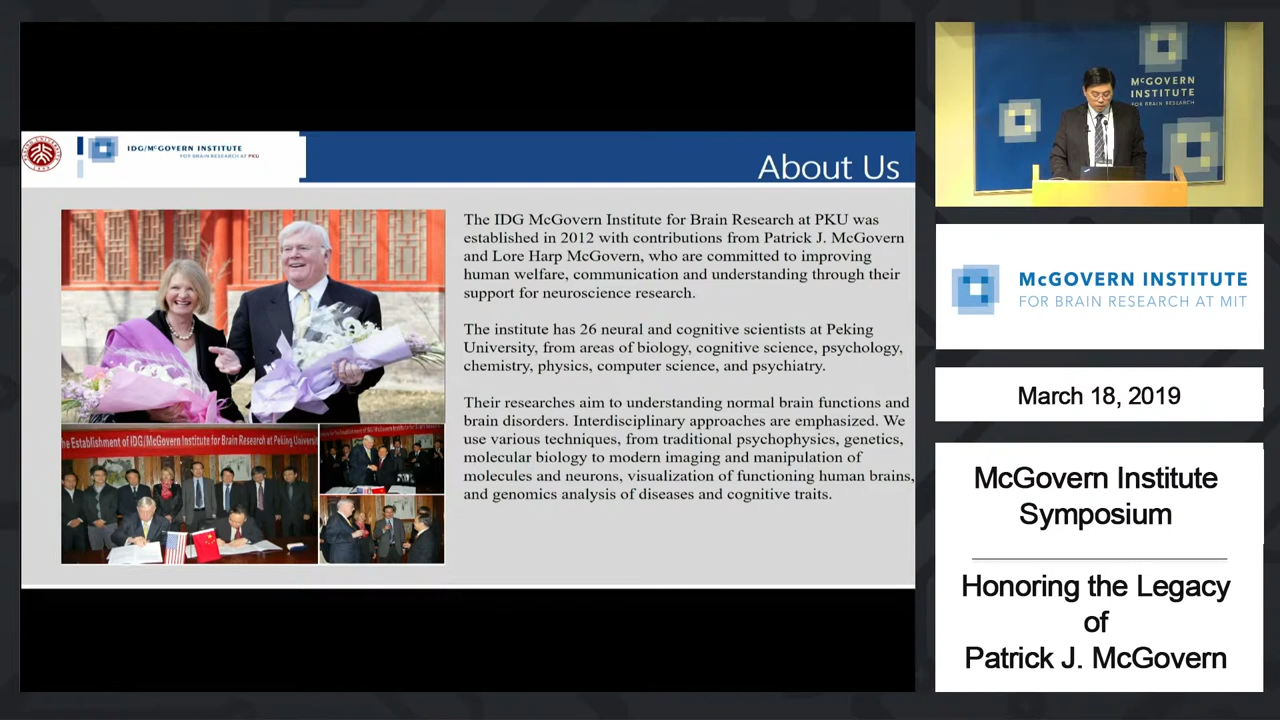 IDG/McGOVERN INSTITUTE
FOR BRAIN RESEARCH AT PKU
About Us
The IDG McGovern Institute for Brain Research at PKU was
established in 2012 with contributions from Patrick J. McGovern
and Lore Harp McGovern, who are committed to improving
human welfare, communication and understanding through their
support for neuroscience research.
The institute has 26 neural and cognitive scientists at Peking
University, from areas of biology, cognitive science, psychology,
chemistry, physics, computer science, and psychiatry.
Their researches aim to understanding normal brain functions and
brain disorders. Interdisciplinary approaches are emphasized. We
use various techniques, from traditional psychophysics, genetics,
molecular biology to modern imaging and manipulation of
molecules and neurons, visualization of functioning human brains,
and genomics analysis of diseases and cognitive traits.
Establishment of IDG/McGovern Institute for Brain Research at Peking
McGOVERN
INSTITUTE
FOR BRAIN RESEARCH
McGOVERN INSTITUTE
FOR BRAIN RESEARCH AT MIT
March 18, 2019
McGovern Institute
Symposium
Honoring the Legacy
of
Patrick J. McGovern